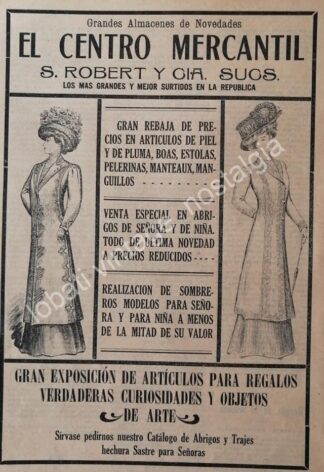 Grandes Almacenes de Novedades
EL CENTRO MERCANTIL
S. ROBERT Y CIA. SUCS.
LOS MAS GRANDES Y MEJOR SURTIDOS EN LA REPUBLICA
GRAN REBAJA DE PRE-
CIOS EN ARTICULOS DE PIEL
Y DE PLUMA, BOAS, ESTOLAS,
PELERINAS, MANTEAUX, MAN-
GUILLOS - - - - - - - - - - -
VENTA ESPECIAL EN ABRI-
GOS DE SEÑORA Y DE NIÑA.
TODO DE ULTIMA NOVEDAD
A PRECIOS REDUCIDOS - - - -
REALIZACION DE SOMBRE-
ROS MODELOS PARA SEÑO-
RA Y PARA NIÑA A MENOS
DE LA MITAD DE SU VALOR
GRAN EXPOSICIÓN DE ARTÍCULOS PARA REGALOS
VERDADERAS CURIOSIDADES Y OBJETOS
DE ARTE
Sírvase pedirnos nuestro Catálogo de Abrigos y Trajes
hechura Sastre para Señoras